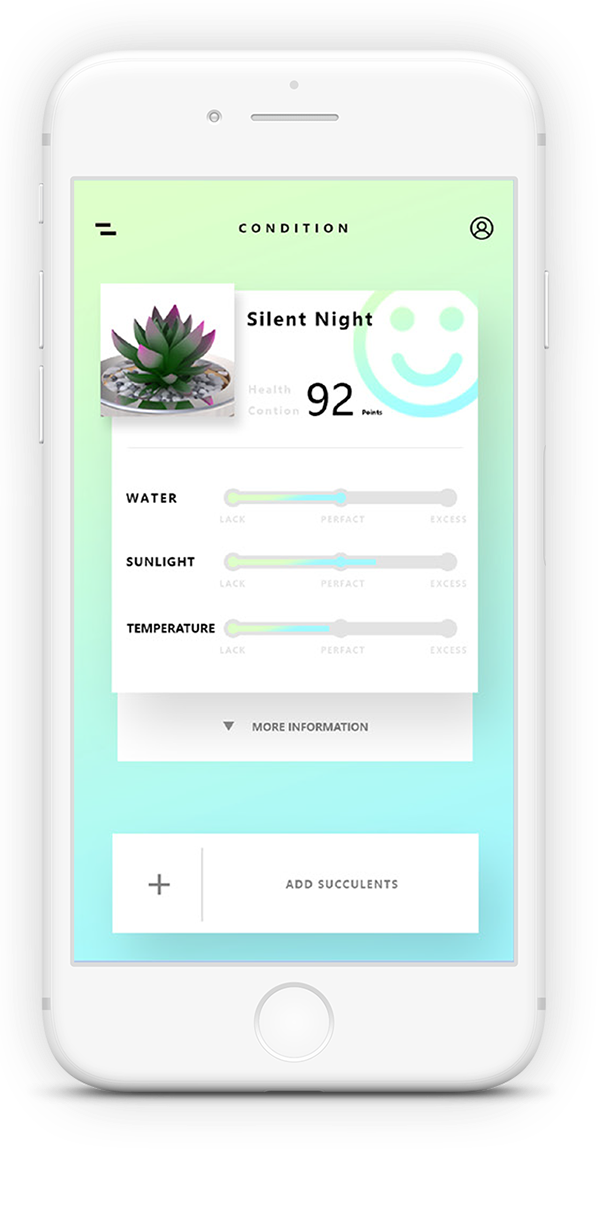 CONDITION
Silent Night
Health
Contion 92 Points
WATER
LACK PERFACT EXCESS
SUNLIGHT
LACK PERFACT EXCESS
TEMPERATURE
LACK PERFACT EXCESS
▼ MORE INFORMATION
+ ADD SUCCULENTS